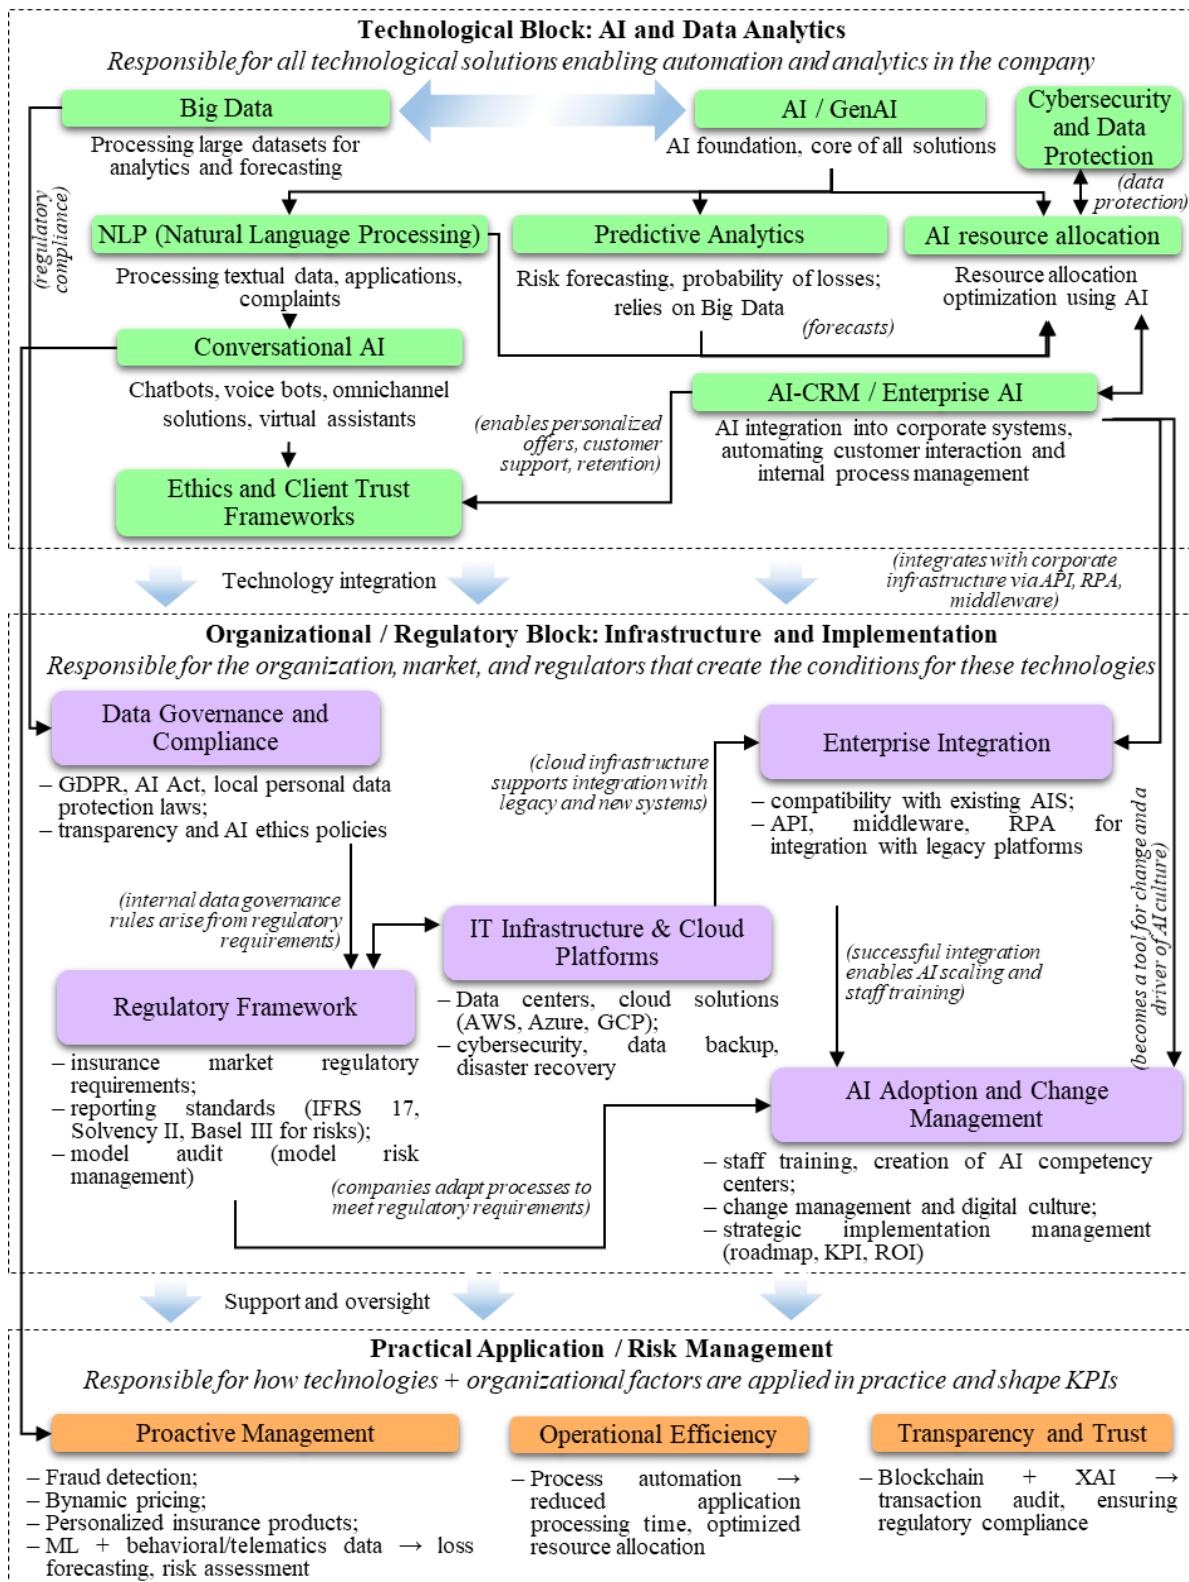 Technological Block: AI and Data Analytics
Responsible for all technological solutions enabling automation and analytics in the company
Big Data
AI / GenAI
Cybersecurity
and Data
Protection
Processing large datasets for
analytics and forecasting
AI foundation, core of all solutions
(regulatory
compliance)
(data
protection)
NLP (Natural Language Processing)
Predictive Analytics
AI resource allocation
Processing textual data, applications,
complaints
Risk forecasting, probability of losses;
relies on Big Data
Resource allocation
optimization using AI
(forecasts)
Conversational AI
Chatbots, voice bots, omnichannel
solutions, virtual assistants
AI-CRM / Enterprise AI
(enables personalized
offers, customer
support, retention)
AI integration into corporate systems,
automating customer interaction and
internal process management
Ethics and Client Trust
Frameworks
Technology integration
(integrates with corporate
infrastructure via API, RPA,
middleware)
Organizational / Regulatory Block: Infrastructure and Implementation
Responsible for the organization, market, and regulators that create the conditions for these technologies
Data Governance and
Compliance
Enterprise Integration
(cloud infrastructure
supports integration with
legacy and new systems)
– GDPR, AI Act, local personal data
protection laws;
– transparency and AI ethics policies
– compatibility with existing AIS;
– API, middleware, RPA for
integration with legacy platforms
(becomes a tool for change and a
driver of AI culture)
(internal data governance
rules arise from regulatory
requirements)
IT Infrastructure & Cloud
Platforms
(successful integration
enables AI scaling and
staff training)
Regulatory Framework
– Data centers, cloud solutions
(AWS, Azure, GCP);
– cybersecurity, data backup,
disaster recovery
– insurance market regulatory
requirements;
– reporting standards (IFRS 17,
Solvency II, Basel III for risks);
– model audit (model risk
management)
AI Adoption and Change
Management
(companies adapt processes to
meet regulatory requirements)
– staff training, creation of AI competency
centers;
– change management and digital culture;
– strategic implementation management
(roadmap, KPI, ROI)
Support and oversight
Practical Application / Risk Management
Responsible for how technologies + organizational factors are applied in practice and shape KPIs
Proactive Management
Operational Efficiency
Transparency and Trust
– Fraud detection;
– Bynamic pricing;
– Personalized insurance products;
– ML + behavioral/telematics data → loss
forecasting, risk assessment
– Process automation →
reduced application
processing time, optimized
resource allocation
– Blockchain + XAI →
transaction audit, ensuring
regulatory compliance